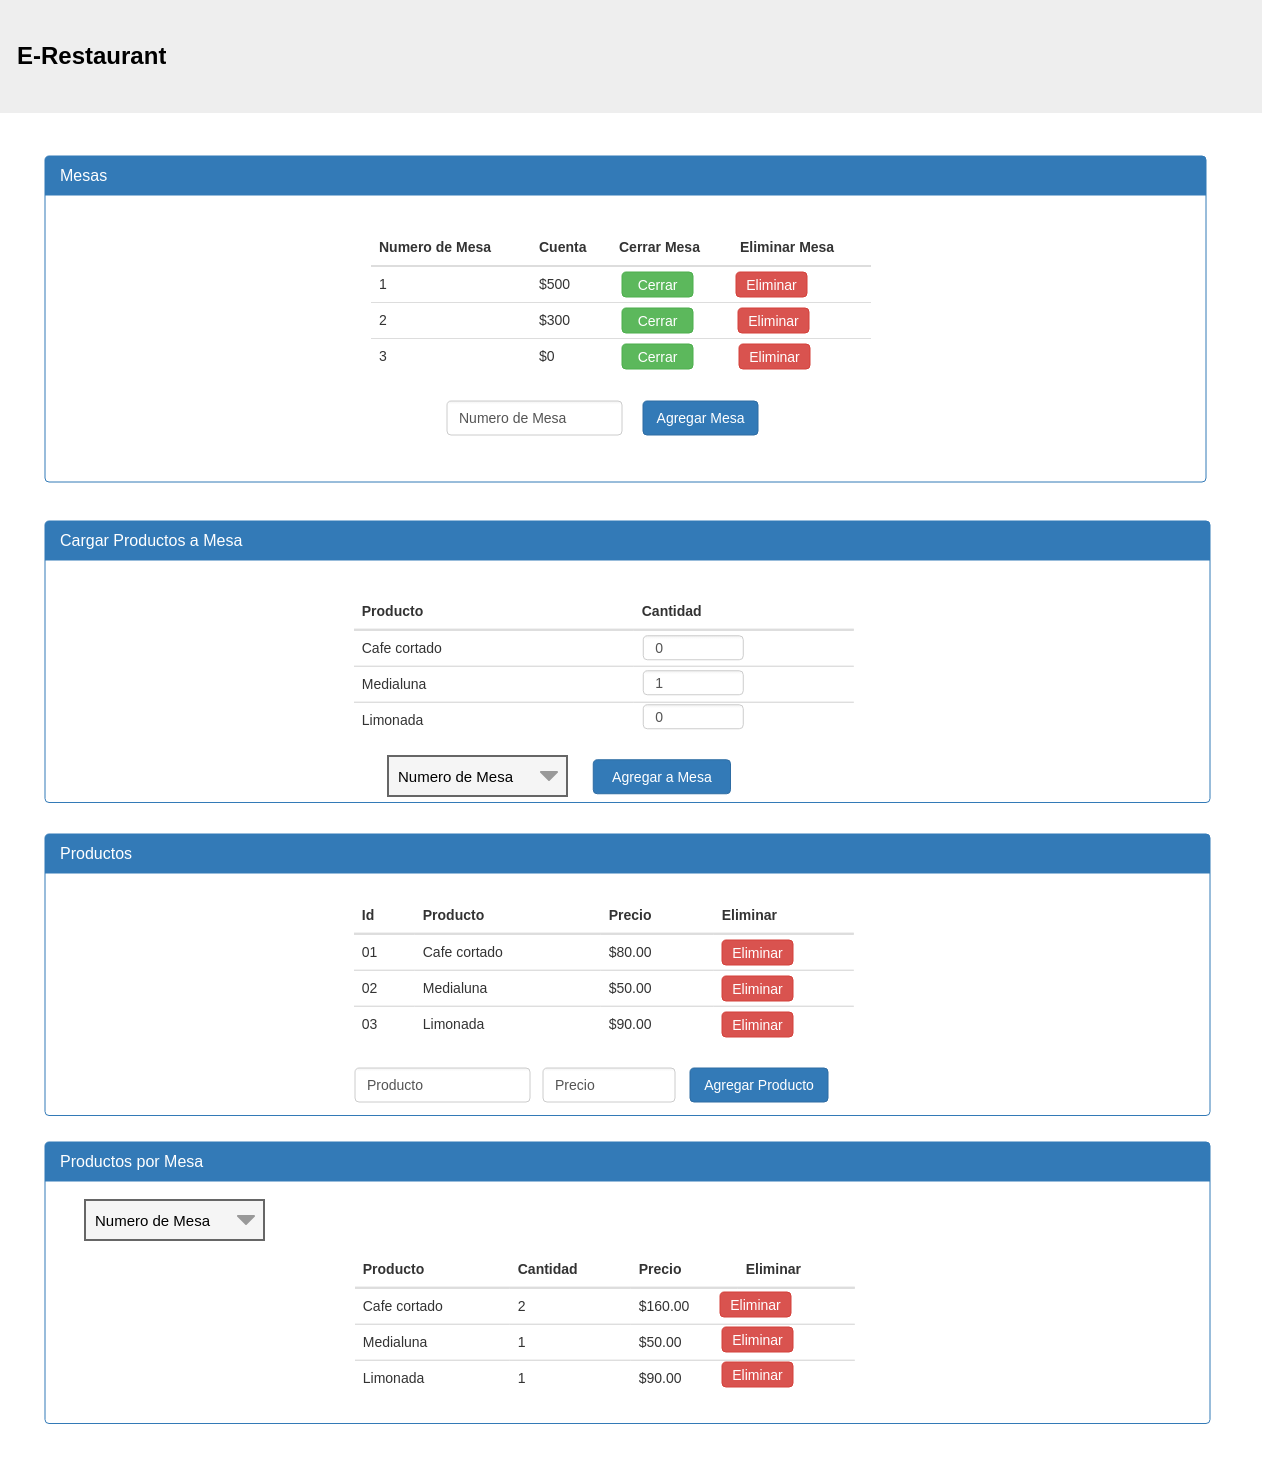 E-Restaurant
Mesas
Numero de Mesa Cuenta Cerrar Mesa Eliminar Mesa
1 $500 Cerrar Eliminar
2 $300 Cerrar Eliminar
3 $0 Cerrar Eliminar
Numero de Mesa Agregar Mesa
Cargar Productos a Mesa
Producto Cantidad
Cafe cortado 0
Medialuna 1
Limonada 0
Numero de Mesa Agregar a Mesa
Productos
Id Producto Precio Eliminar
01 Cafe cortado $80.00 Eliminar
02 Medialuna $50.00 Eliminar
03 Limonada $90.00 Eliminar
Producto Precio Agregar Producto
Productos por Mesa
Numero de Mesa
Producto Cantidad Precio Eliminar
Cafe cortado 2 $160.00 Eliminar
Medialuna 1 $50.00 Eliminar
Limonada 1 $90.00 Eliminar